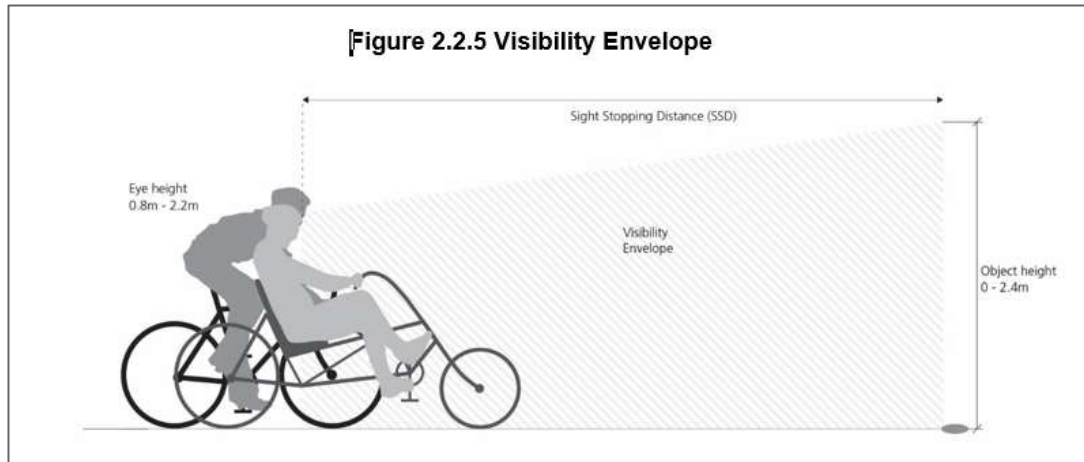 Figure 2.2.5 Visibility Envelope
Sight Stopping Distance (SSD)
Eye height
0.8m - 2.2m
Visibility
Envelope
Object height
0 - 2.4m